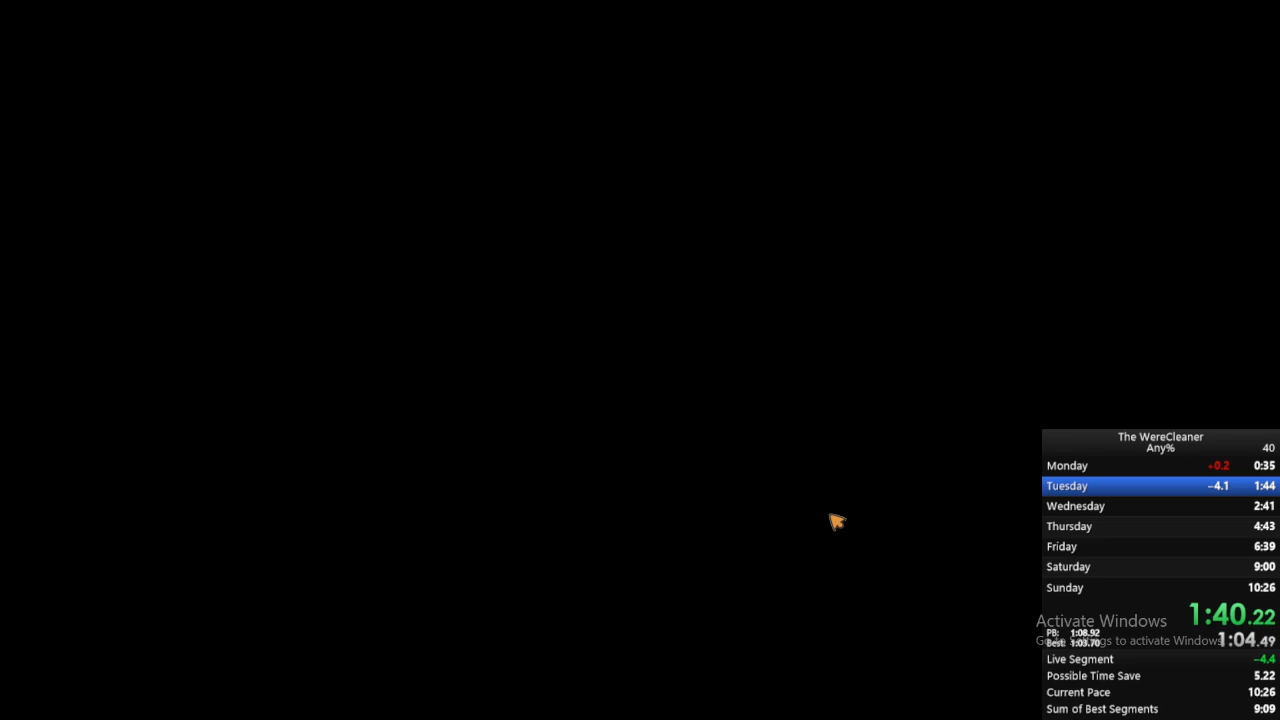 The WereCleaner
Any% 40
Monday +0.2 0:35
Tuesday −4.1 1:44
Wednesday 2:41
Thursday 4:43
Friday 6:39
Saturday 9:00
Sunday 10:26
1:40.22
Activate Windows
PB: 1:08.92
Best: 1:03.70
1:04.49
to activate Windows
Live Segment −4.4
Possible Time Save 5.22
Current Pace 10:26
Sum of Best Segments 9:09